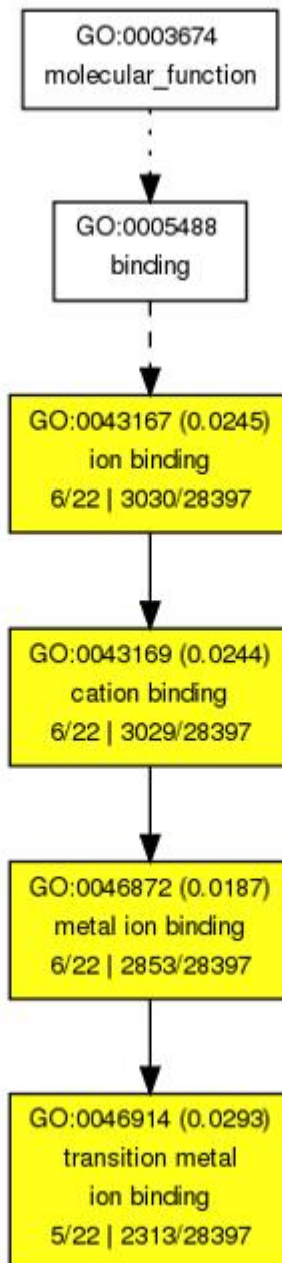 GO:0003674
molecular_function
GO:0005488
binding
GO:0043167 (0.0245)
ion binding
6/22 | 3030/28397
GO:0043169 (0.0244)
cation binding
6/22 | 3029/28397
GO:0046872 (0.0187)
metal ion binding
6/22 | 2853/28397
GO:0046914 (0.0293)
transition metal
ion binding
5/22 | 2313/28397